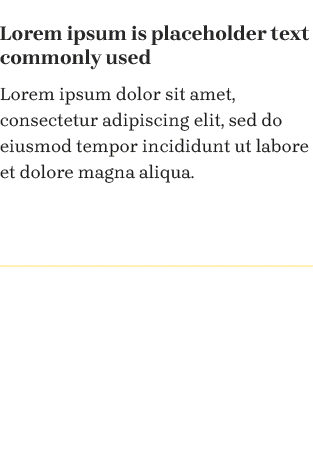 Lorem ipsum is placeholder text
commonly used
Lorem ipsum dolor sit amet,
consectetur adipiscing elit, sed do
eiusmod tempor incididunt ut labore
et dolore magna aliqua.